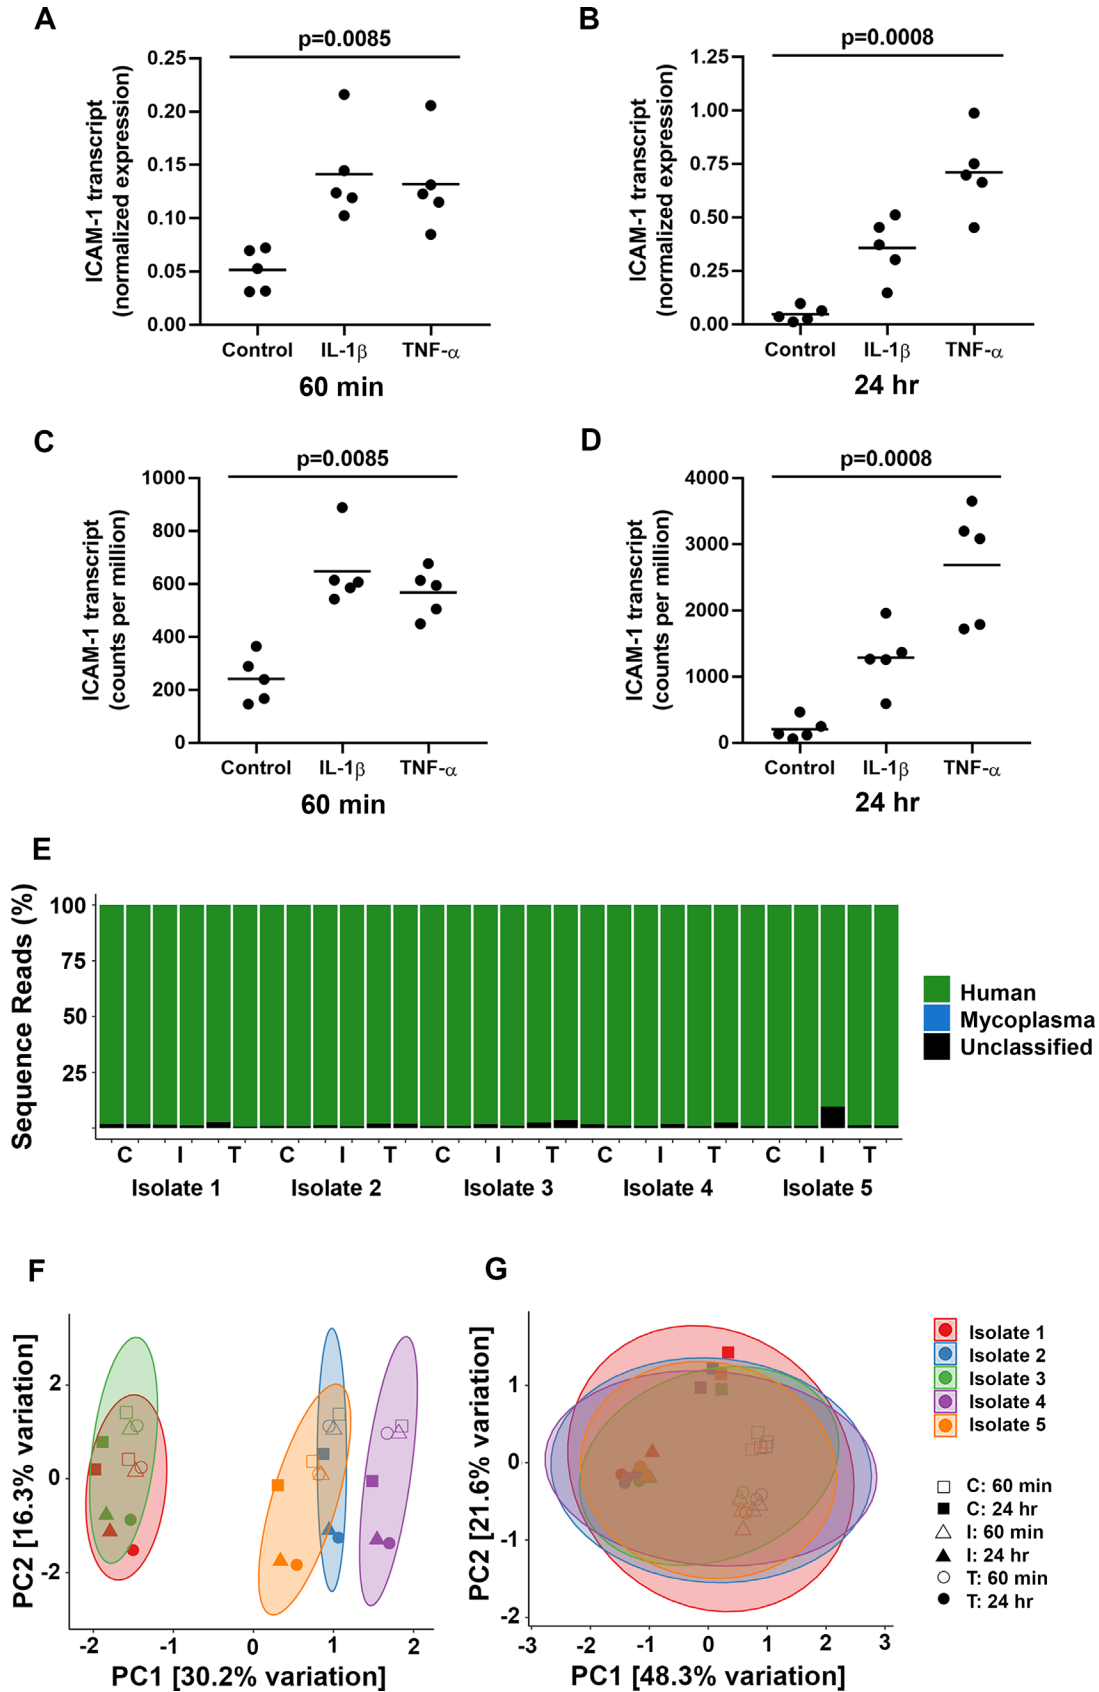 A
p=0.0085
ICAM-1 transcript
(normalized expression)
0.25
0.20
0.15
0.10
0.05
0.00
Control IL-1β TNF-α
60 min
B
p=0.0008
ICAM-1 transcript
(normalized expression)
1.25
1.00
0.75
0.50
0.25
0.00
Control IL-1β TNF-α
24 hr
C
p=0.0085
ICAM-1 transcript
(counts per million)
1000
800
600
400
200
0
Control IL-1β TNF-α
60 min
D
p=0.0008
ICAM-1 transcript
(counts per million)
4000
3000
2000
1000
0
Control IL-1β TNF-α
24 hr
E
Sequence Reads (%)
100
75
50
25
C I T C I T C I T C I T C I T
Isolate 1 Isolate 2 Isolate 3 Isolate 4 Isolate 5
Human
Mycoplasma
Unclassified
F
PC2 [16.3% variation]
2
0
-2
-2 -1 0 1 2
PC1 [30.2% variation]
G
PC2 [21.6% variation]
1
0
-1
-2
-3 -2 -1 0 1 2 3
PC1 [48.3% variation]
Isolate 1
Isolate 2
Isolate 3
Isolate 4
Isolate 5
C: 60 min
C: 24 hr
I: 60 min
I: 24 hr
T: 60 min
T: 24 hr